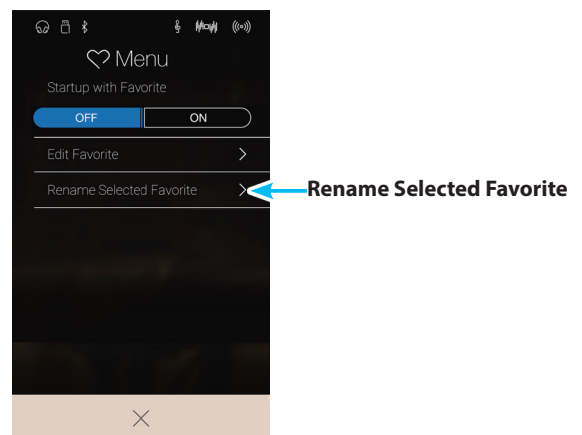 Menu
Startup with Favorite
OFF ON
Edit Favorite
Rename Selected Favorite
Rename Selected Favorite